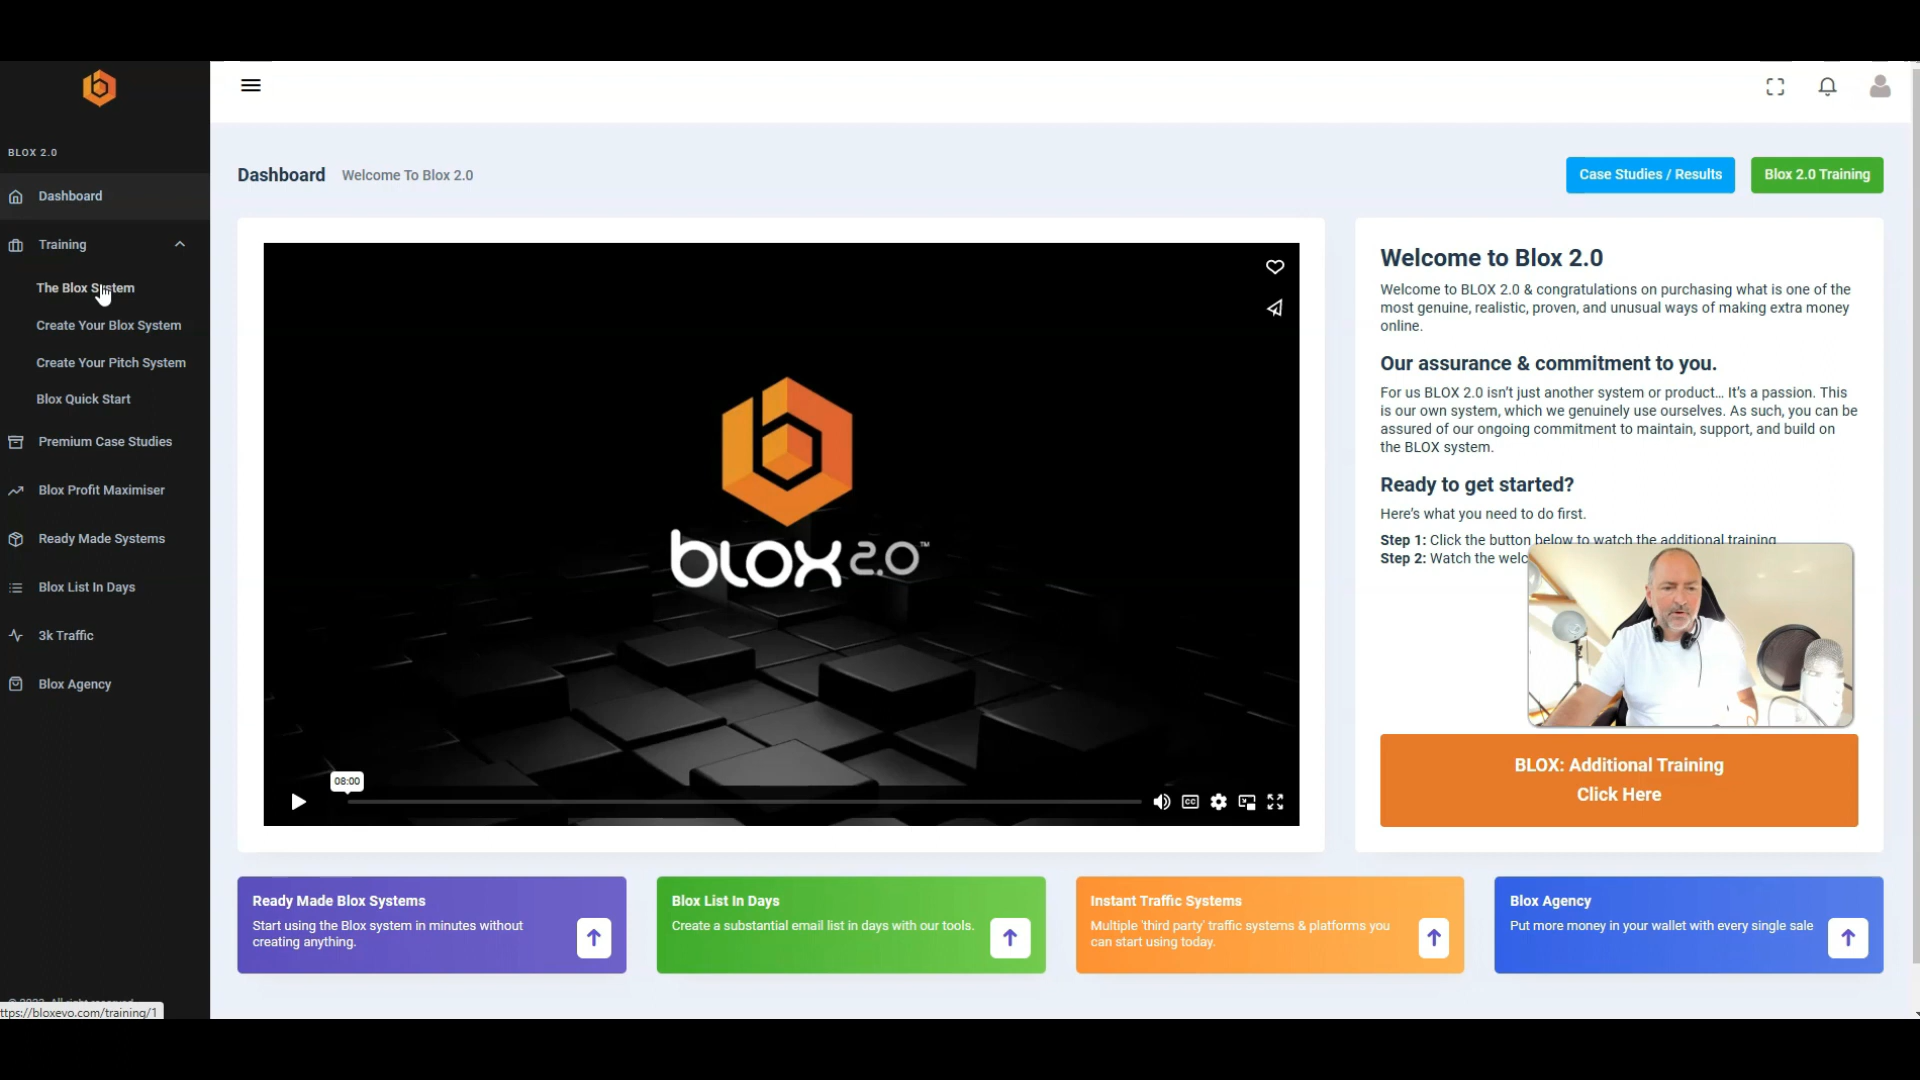 BLOX 2.0
Dashboard
Training
The Blox System
Create Your Blox System
Create Your Pitch System
Blox Quick Start
Premium Case Studies
Blox Profit Maximiser
Ready Made Systems
Blox List In Days
3k Traffic
Blox Agency
ttps://bloxevo.com/training/1
Dashboard Welcome To Blox 2.0
Case Studies / Results
Blox 2.0 Training
blox 2.0™
08:00
CC
Welcome to Blox 2.0
Welcome to BLOX 2.0 & congratulations on purchasing what is one of the
most genuine, realistic, proven, and unusual ways of making extra money
online.
Our assurance & commitment to you.
For us BLOX 2.0 isn't just another system or product... It's a passion. This
is our own system, which we genuinely use ourselves. As such, you can be
assured of our ongoing commitment to maintain, support, and build on
the BLOX system.
Ready to get started?
Here's what you need to do first.
Step 1: Click the button below to watch the additional training
Step 2: Watch the
BLOX: Additional Training
Click Here
Ready Made Blox Systems
Start using the Blox system in minutes without
creating anything.
Blox List In Days
Create a substantial email list in days with our tools.
Instant Traffic Systems
Multiple 'third party' traffic systems & platforms you
can start using today.
Blox Agency
Put more money in your wallet with every single sale